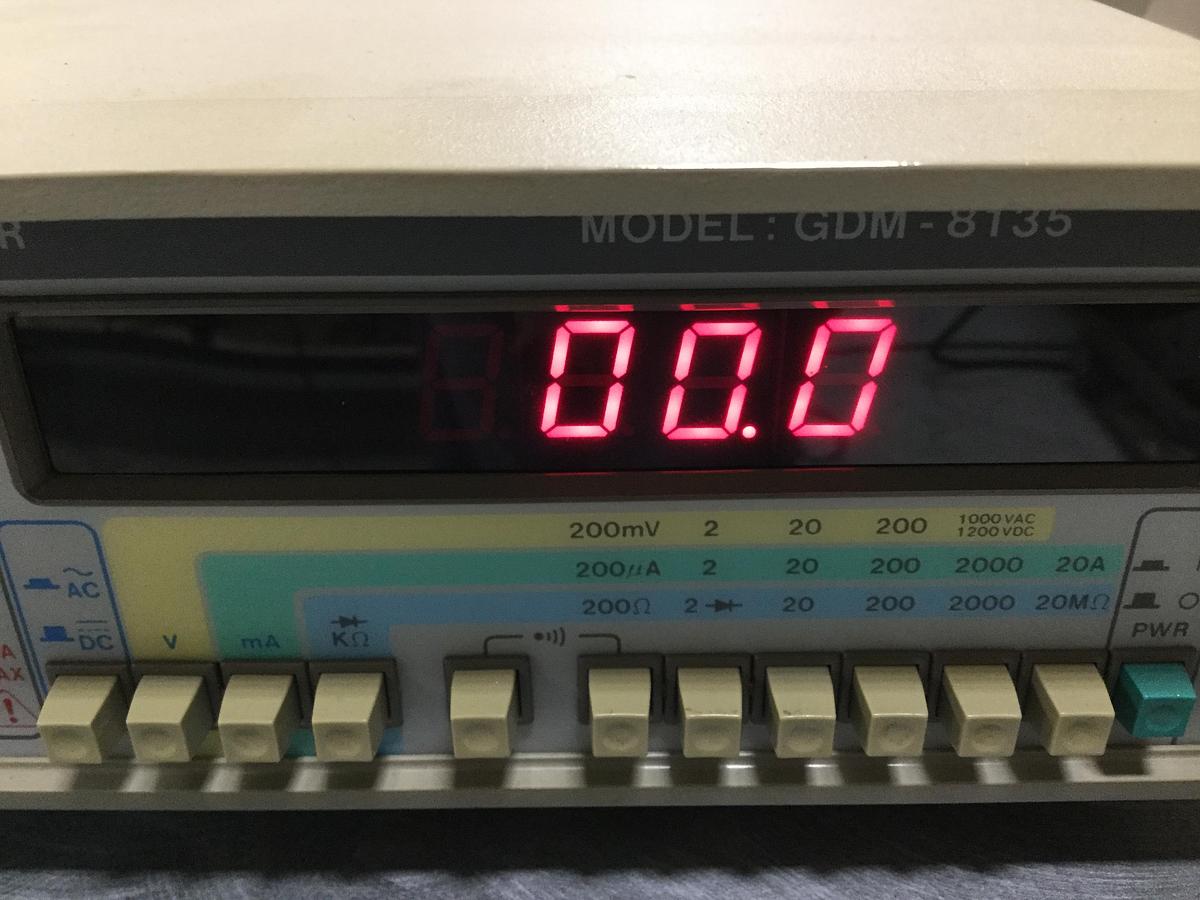 R
MODEL : GDM - 8135
00.0
200mV 2 20 200 1000 VAC
1200 VDC
200µA 2 20 200 2000 20A
200Ω 2 20 200 2000 20MΩ
AC
DC
V
mA
KΩ
PWR
A
AX
!